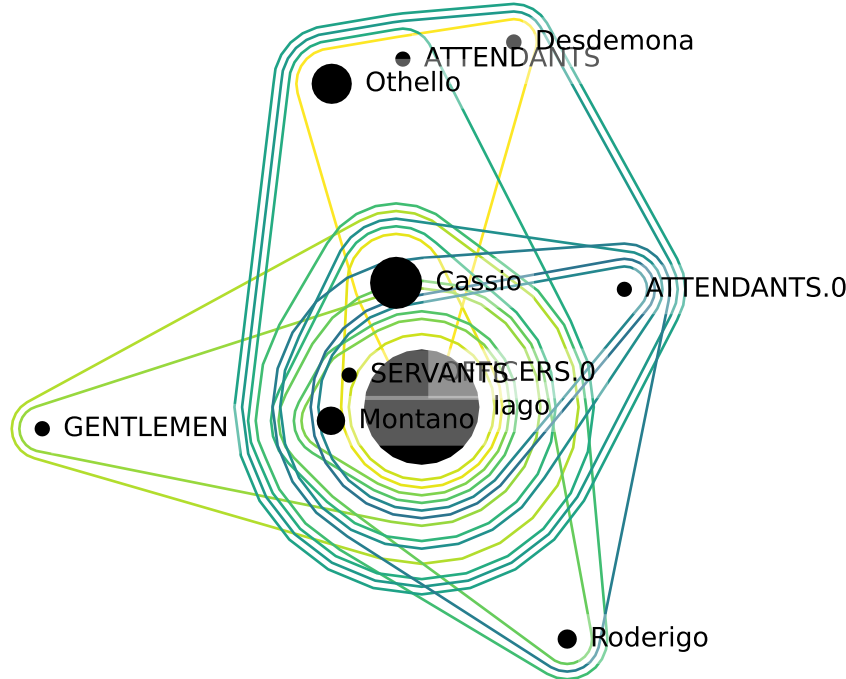 Desdemona
ATTENDANTS
Othello
Cassio
ATTENDANTS.0
SERVANTS
Iago
Montano
GENTLEMEN
Roderigo